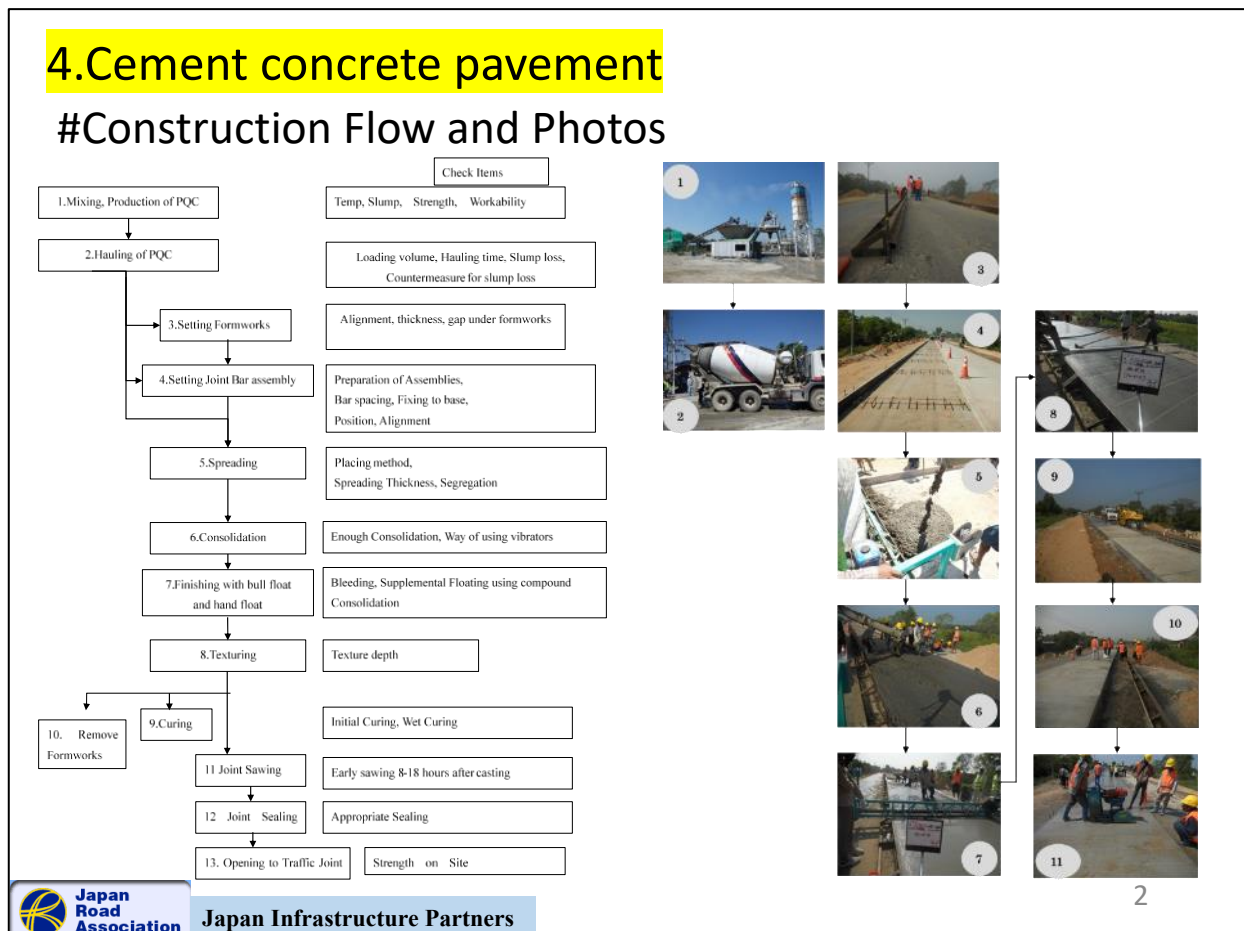 4.Cement concrete pavement
#Construction Flow and Photos
Check Items
1.Mixing, Production of PQC
Temp, Slump, Strength, Workability
2.Hauling of PQC
Loading volume, Hauling time, Slump loss,
Countermeasure for slump loss
3.Setting Formworks
Alignment, thickness, gap under formworks
4.Setting Joint Bar assembly
Preparation of Assemblies,
Bar spacing, Fixing to base,
Position, Alignment
5.Spreading
Placing method,
Spreading Thickness, Segregation
6.Consolidation
Enough Consolidation, Way of using vibrators
7.Finishing with bull float
and hand float
Bleeding, Supplemental Floating using compound
Consolidation
8.Texturing
Texture depth
10. Remove
Formworks
9.Curing
Initial Curing, Wet Curing
11 Joint Sawing
Early sawing 8-18 hours after casting
12 Joint Sealing
Appropriate Sealing
13. Opening to Traffic Joint
Strength on Site
1
2
3
4
5
6
7
8
9
10
11
Japan
Road
Association
Japan Infrastructure Partners
2